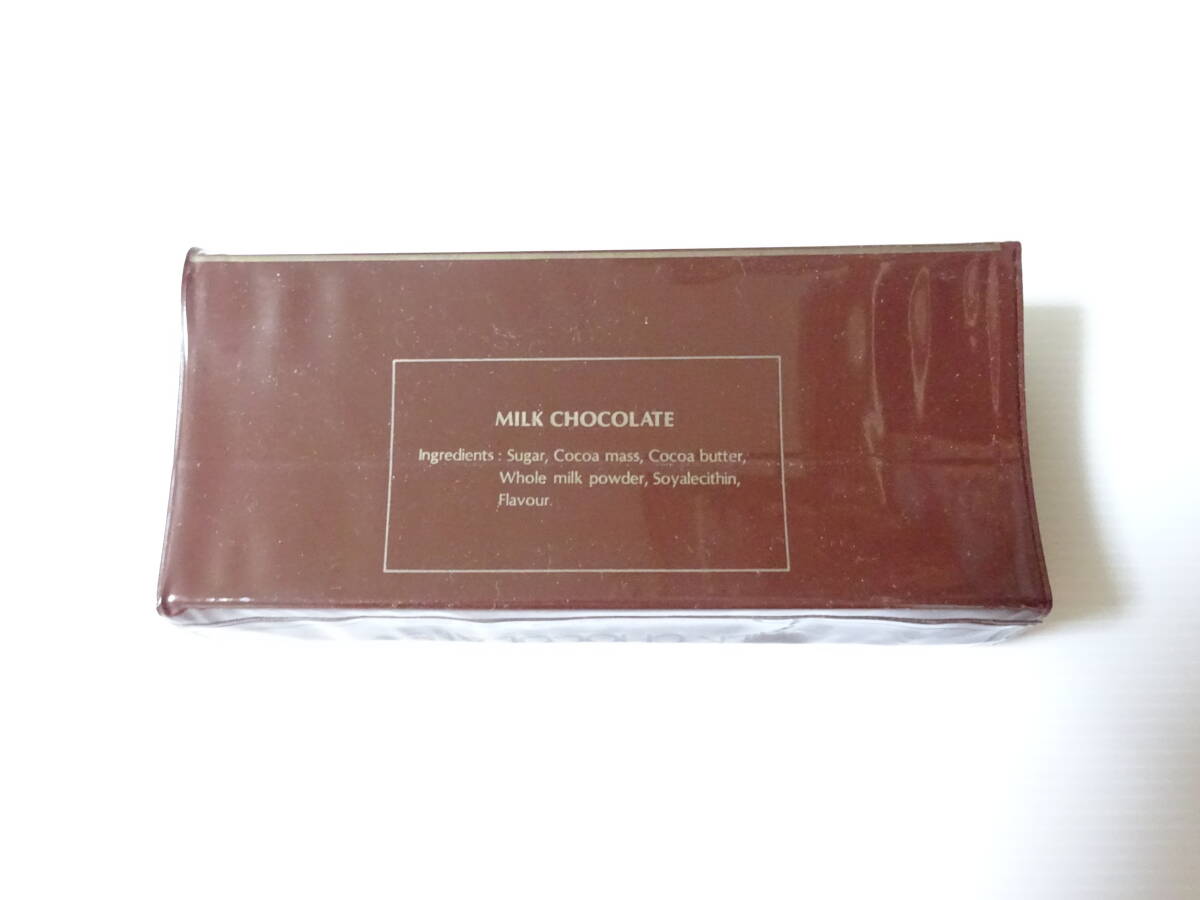 MILK CHOCOLATE
Ingredients : Sugar, Cocoa mass, Cocoa butter,
Whole milk powder, Soyalecithin,
Flavour.